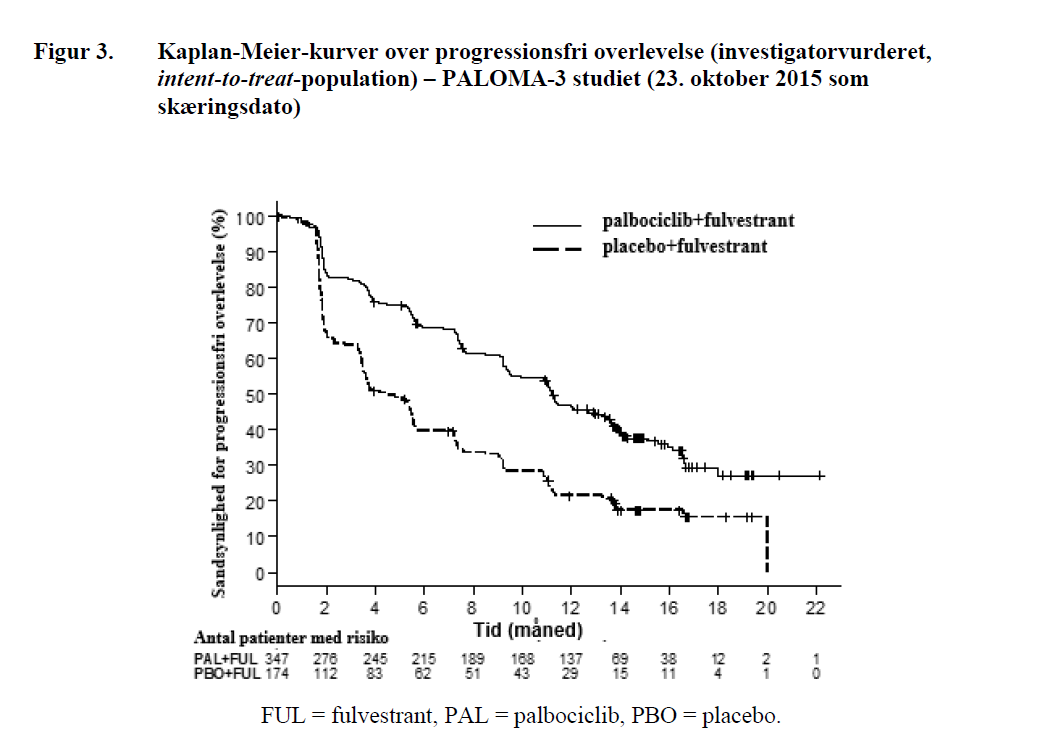 Figur 3. Kaplan-Meier-kurver over progressionsfri overlevelse (investigatorvurderet,
intent-to-treat-population) – PALOMA-3 studiet (23. oktober 2015 som
skæringsdato)
palbociclib+fulvestrant
placebo+fulvestrant
Sandsynlighed for progressionsfri overlevelse (%)
100
90
80
70
60
50
40
30
20
10
0
0 2 4 6 8 10 12 14 16 18 20 22
Tid (måned)
Antal patienter med risiko
PAL+FUL 347 276 245 215 189 168 137 69 38 12 2 1
PBO+FUL 174 112 83 62 51 43 29 15 11 4 1 0
FUL = fulvestrant, PAL = palbociclib, PBO = placebo.